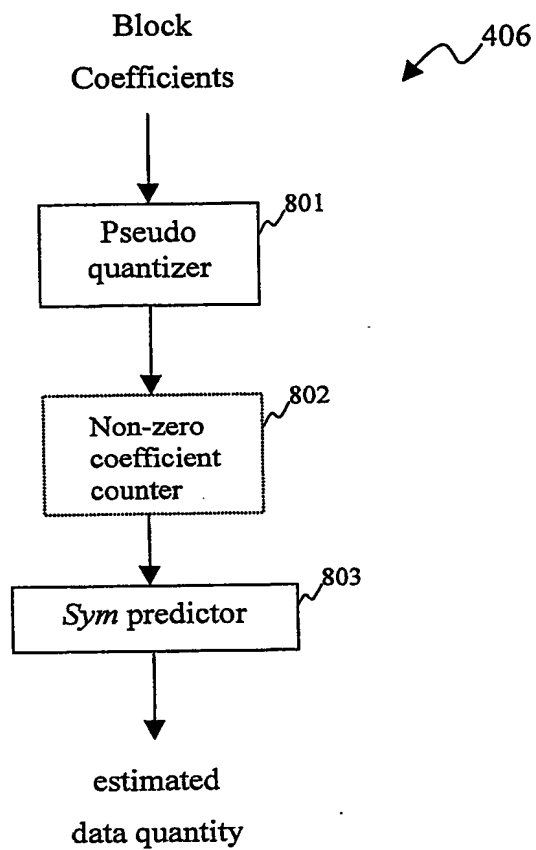 Block
Coefficients
406
801
Pseudo
quantizer
802
Non-zero
coefficient
counter
803
Sym predictor
estimated
data quantity